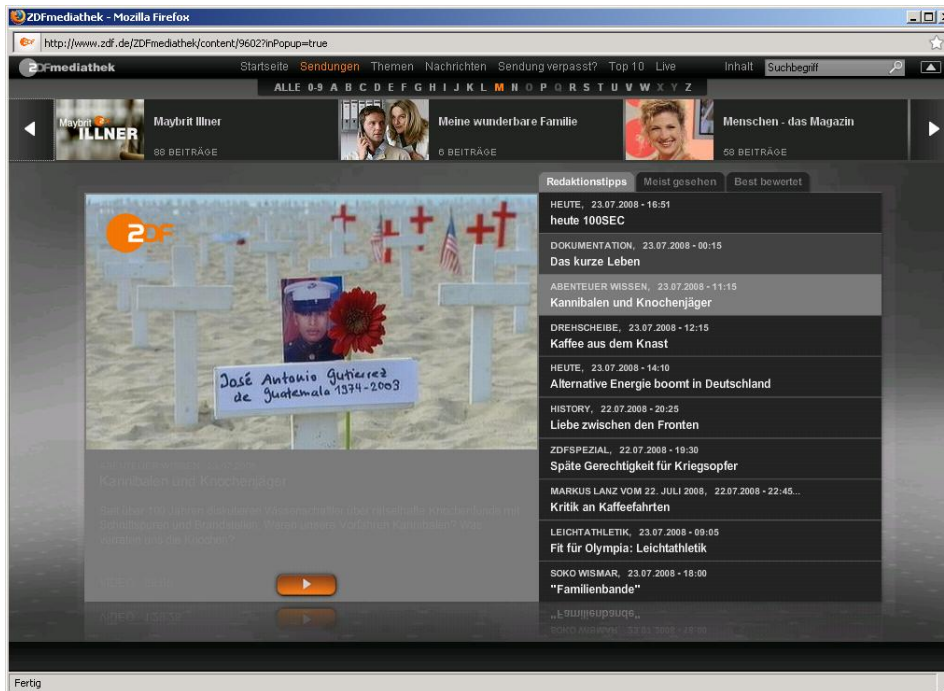 ZDFmediathek - Mozilla Firefox
http://www.zdf.de/ZDFmediathek/content/9602?inPopup=true
ZDFmediathek Startseite Sendungen Themen Nachrichten Sendung verpasst? Top 10 Live Inhalt Suchbegriff
ALLE 0-9 A B C D E F G H I J K L M N O P Q R S T U V W X Y Z
Maybrit ILLNER
Maybrit Illner
88 BEITRÄGE
Meine wunderbare Familie
6 BEITRÄGE
Menschen - das Magazin
58 BEITRÄGE
ZDF
José Antonio Gutierrez
de Guatemala 1974-2003
Kannibalen und Knochenjäger
Redaktionstipps Meist gesehen Best bewertet
HEUTE, 23.07.2008 - 16:51
heute 100SEC
DOKUMENTATION, 23.07.2008 - 00:15
Das kurze Leben
ABENTEUER WISSEN, 23.07.2008 - 11:15
Kannibalen und Knochenjäger
DREHSCHEIBE, 23.07.2008 - 12:15
Kaffee aus dem Knast
HEUTE, 23.07.2008 - 14:10
Alternative Energie boomt in Deutschland
HISTORY, 22.07.2008 - 20:25
Liebe zwischen den Fronten
ZDFSPEZIAL, 22.07.2008 - 19:30
Späte Gerechtigkeit für Kriegsopfer
MARKUS LANZ VOM 22. JULI 2008, 22.07.2008 - 22:45...
Kritik an Kaffeefahrten
LEICHTATHLETIK, 23.07.2008 - 09:05
Fit für Olympia: Leichtathletik
SOKO WISMAR, 23.07.2008 - 18:00
"Familienbande"
Fertig